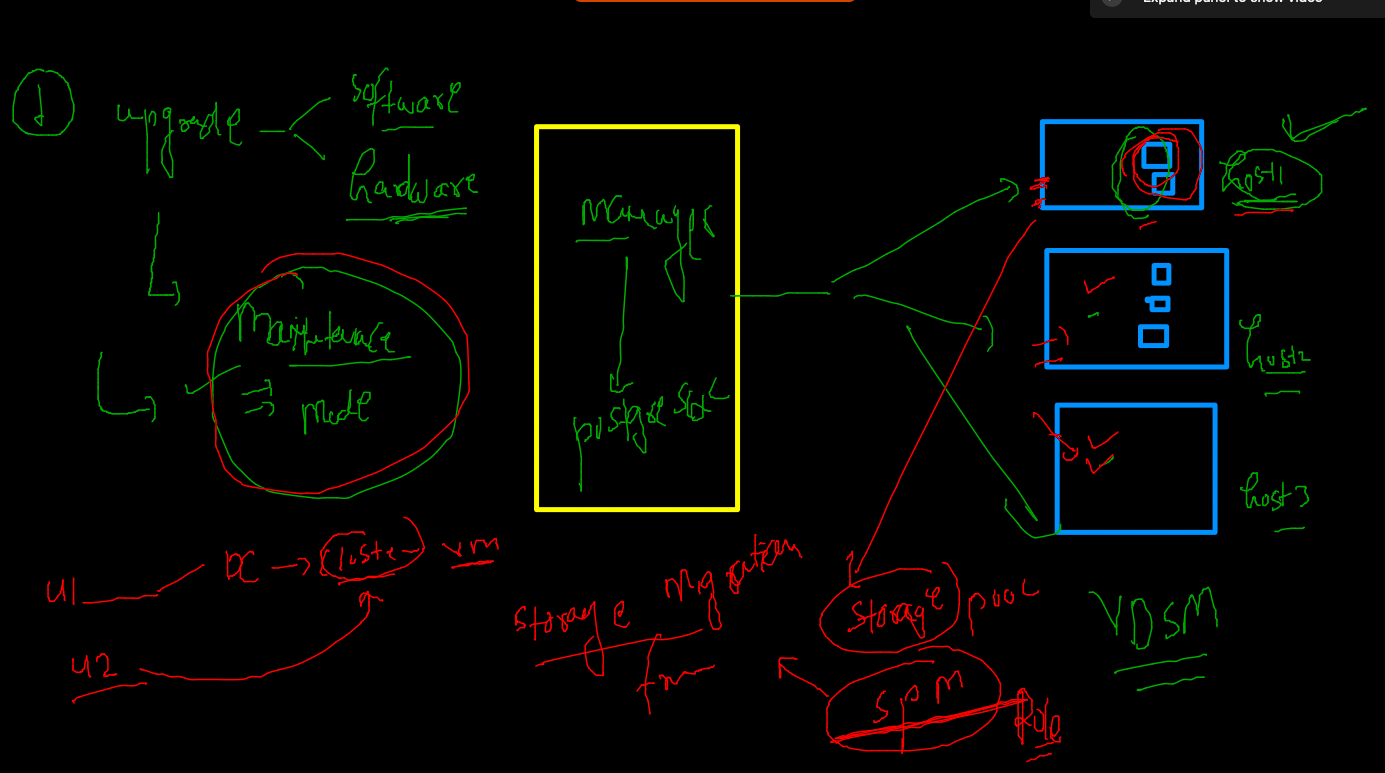 Expand panel to show video
1
upgrade
software
hardware
Maintenance
mode
Manager
postgresql
host1
host2
host3
VDSM
U1
DC
Cluster
vm
U2
storage
Migration
storage
pool
SPM
Role